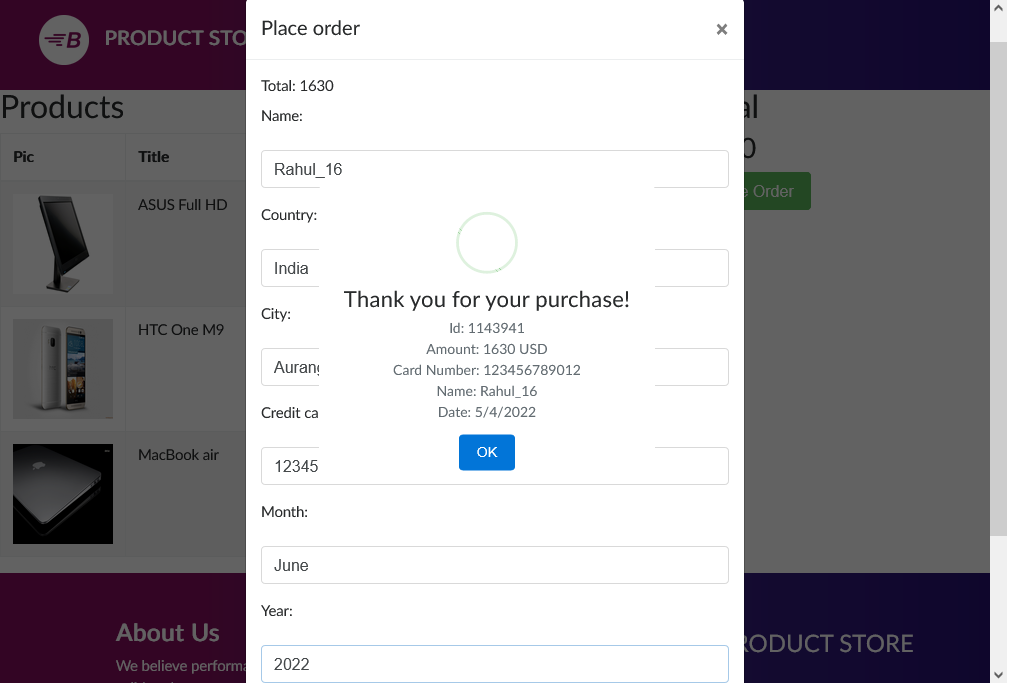 Place order
×
B PRODUCT STO
Total: 1630
Products
al
Name:
0
Pic Title
Rahul_16
e Order
ASUS Full HD
Country:
India
Thank you for your purchase!
City:
Id: 1143941
HTC One M9
Amount: 1630 USD
Aurang
Card Number: 123456789012
Name: Rahul_16
Credit ca
Date: 5/4/2022
OK
MacBook air
12345
Month:
June
Year:
About Us
RODUCT STORE
We believe performa
2022